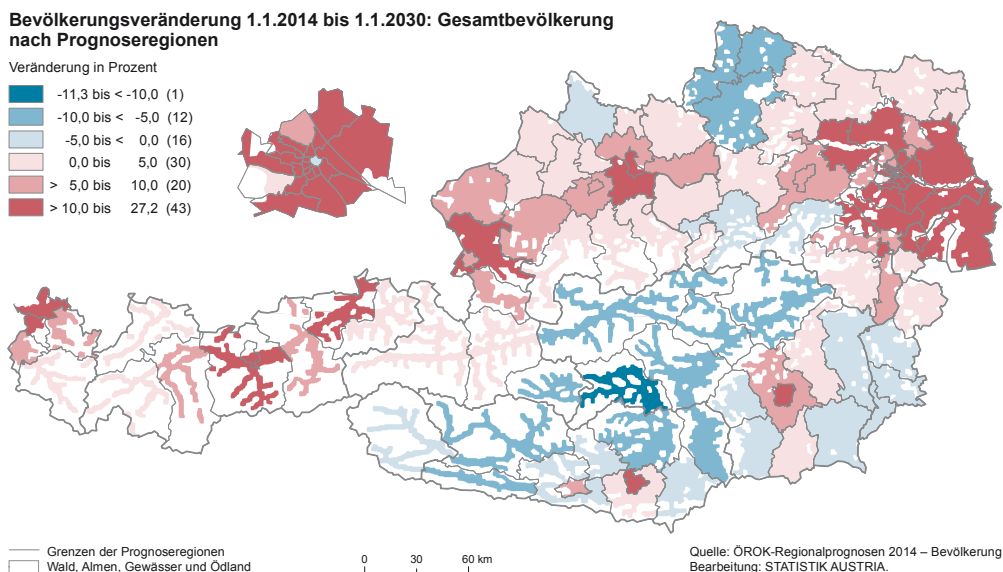 Bevölkerungsveränderung 1.1.2014 bis 1.1.2030: Gesamtbevölkerung
nach Prognoseregionen
Veränderung in Prozent
-11,3 bis < -10,0 (1)
-10,0 bis < -5,0 (12)
-5,0 bis < 0,0 (16)
0,0 bis 5,0 (30)
> 5,0 bis 10,0 (20)
> 10,0 bis 27,2 (43)
Grenzen der Prognoseregionen
Wald, Almen, Gewässer und Ödland
0 30 60 km
Quelle: ÖROK-Regionalprognosen 2014 – Bevölkerung
Bearbeitung: STATISTIK AUSTRIA.